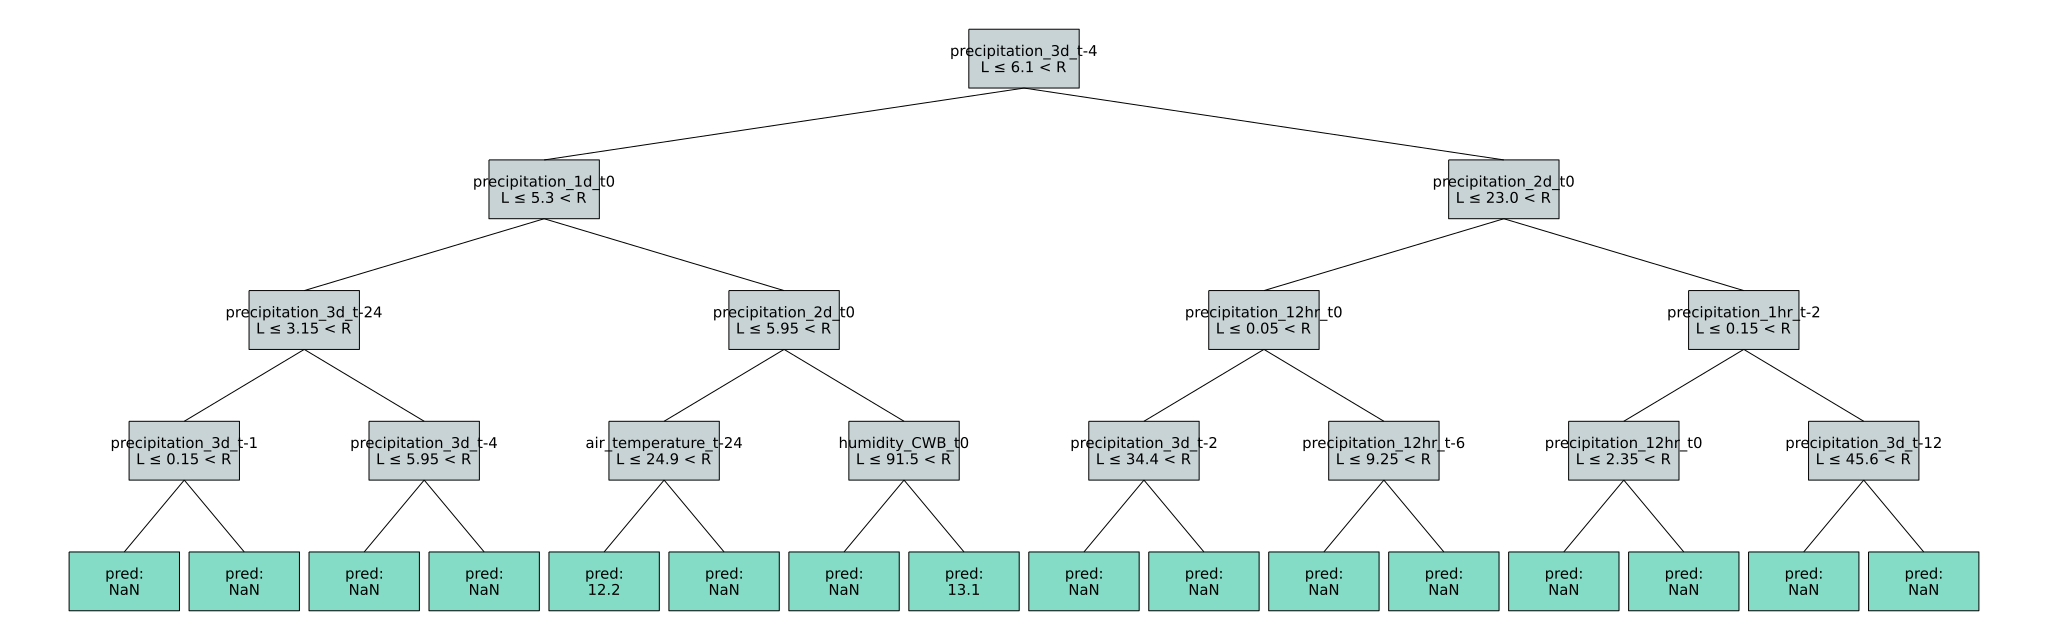 precipitation_3d_t-4
L ≤ 6.1 < R
precipitation_1d_t0
L ≤ 5.3 < R
precipitation_2d_t0
L ≤ 23.0 < R
precipitation_3d_t-24
L ≤ 3.15 < R
precipitation_2d_t0
L ≤ 5.95 < R
precipitation_12hr_t0
L ≤ 0.05 < R
precipitation_1hr_t-2
L ≤ 0.15 < R
precipitation_3d_t-1
L ≤ 0.15 < R
precipitation_3d_t-4
L ≤ 5.95 < R
air_temperature_t-24
L ≤ 24.9 < R
humidity_CWB_t0
L ≤ 91.5 < R
precipitation_3d_t-2
L ≤ 34.4 < R
precipitation_12hr_t-6
L ≤ 9.25 < R
precipitation_12hr_t0
L ≤ 2.35 < R
precipitation_3d_t-12
L ≤ 45.6 < R
pred:
NaN
pred:
NaN
pred:
NaN
pred:
NaN
pred:
12.2
pred:
NaN
pred:
NaN
pred:
13.1
pred:
NaN
pred:
NaN
pred:
NaN
pred:
NaN
pred:
NaN
pred:
NaN
pred:
NaN
pred:
NaN